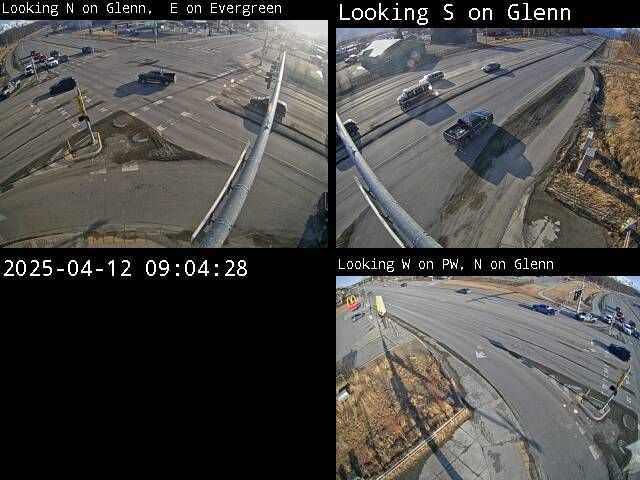 Looking N on Glenn,  E on Evergreen
Looking S on Glenn
2025-04-12 09:04:28
Looking W on PW, N on Glenn